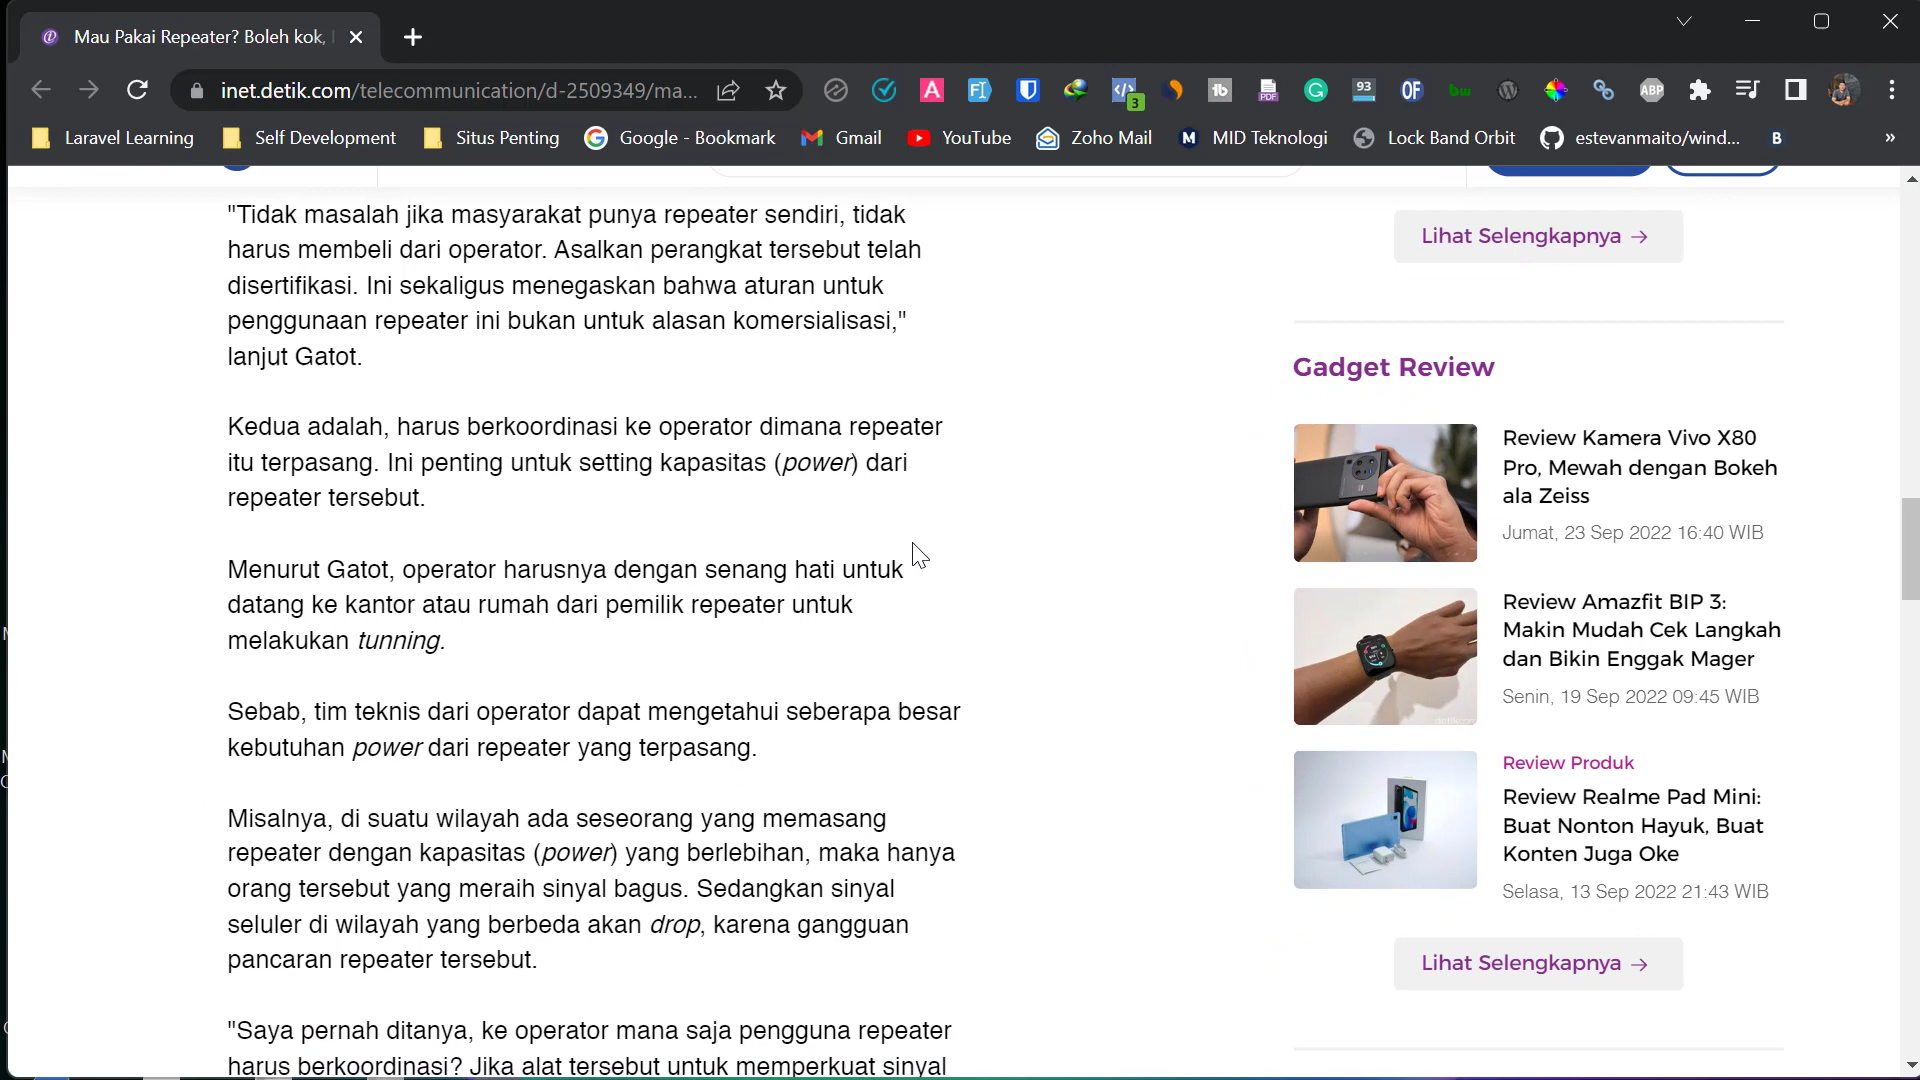 Mau Pakai Repeater? Boleh kok,
inet.detik.com/telecommunication/d-2509349/ma...
3
PDF
93
OF
bw
ABP
Laravel Learning
Self Development
Situs Penting
Google - Bookmark
Gmail
YouTube
Zoho Mail
MID Teknologi
Lock Band Orbit
estevanmaito/wind...
B
»
"Tidak masalah jika masyarakat punya repeater sendiri, tidak
harus membeli dari operator. Asalkan perangkat tersebut telah
disertifikasi. Ini sekaligus menegaskan bahwa aturan untuk
penggunaan repeater ini bukan untuk alasan komersialisasi,"
lanjut Gatot.
Kedua adalah, harus berkoordinasi ke operator dimana repeater
itu terpasang. Ini penting untuk setting kapasitas (power) dari
repeater tersebut.
Menurut Gatot, operator harusnya dengan senang hati untuk
datang ke kantor atau rumah dari pemilik repeater untuk
melakukan tunning.
Sebab, tim teknis dari operator dapat mengetahui seberapa besar
kebutuhan power dari repeater yang terpasang.
Misalnya, di suatu wilayah ada seseorang yang memasang
repeater dengan kapasitas (power) yang berlebihan, maka hanya
orang tersebut yang meraih sinyal bagus. Sedangkan sinyal
seluler di wilayah yang berbeda akan drop, karena gangguan
pancaran repeater tersebut.
"Saya pernah ditanya, ke operator mana saja pengguna repeater
harus berkoordinasi? Jika alat tersebut untuk memperkuat sinyal
Lihat Selengkapnya →
Gadget Review
Review Kamera Vivo X80
Pro, Mewah dengan Bokeh
ala Zeiss
Jumat, 23 Sep 2022 16:40 WIB
Review Amazfit BIP 3:
Makin Mudah Cek Langkah
dan Bikin Enggak Mager
Senin, 19 Sep 2022 09:45 WIB
Review Produk
Review Realme Pad Mini:
Buat Nonton Hayuk, Buat
Konten Juga Oke
Selasa, 13 Sep 2022 21:43 WIB
Lihat Selengkapnya →